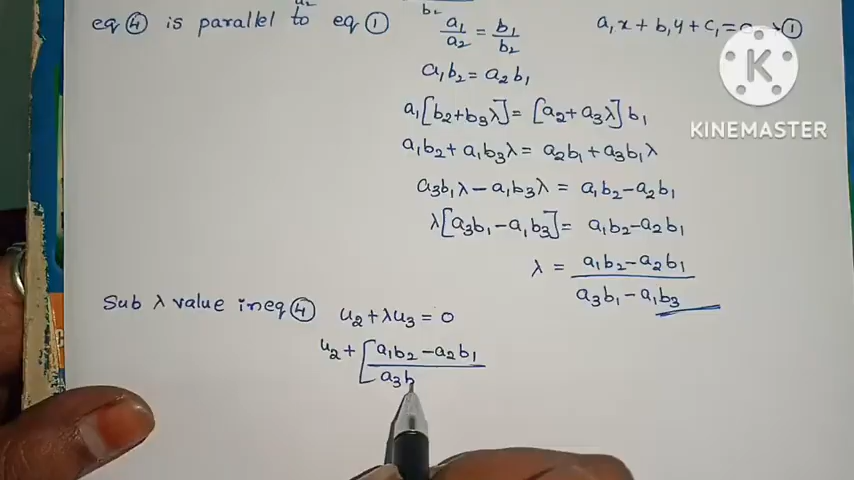 u₂
b₂
eq ④ is parallel to eq ①
a₁/a₂ = b₁/b₂
a₁x + b₁y + c₁ = 0 → ①
a₁b₂ = a₂b₁
a₁[b₂+b₃λ] = [a₂+a₃λ] b₁
a₁b₂ + a₁b₃λ = a₂b₁ + a₃b₁λ
a₃b₁λ - a₁b₃λ = a₁b₂ - a₂b₁
λ[a₃b₁ - a₁b₃] = a₁b₂ - a₂b₁
λ = a₁b₂ - a₂b₁ / a₃b₁ - a₁b₃
Sub λ value in eq ④ u₂ + λu₃ = 0
u₂ + [a₁b₂ - a₂b₁ / a₃b
K
KINEMASTER